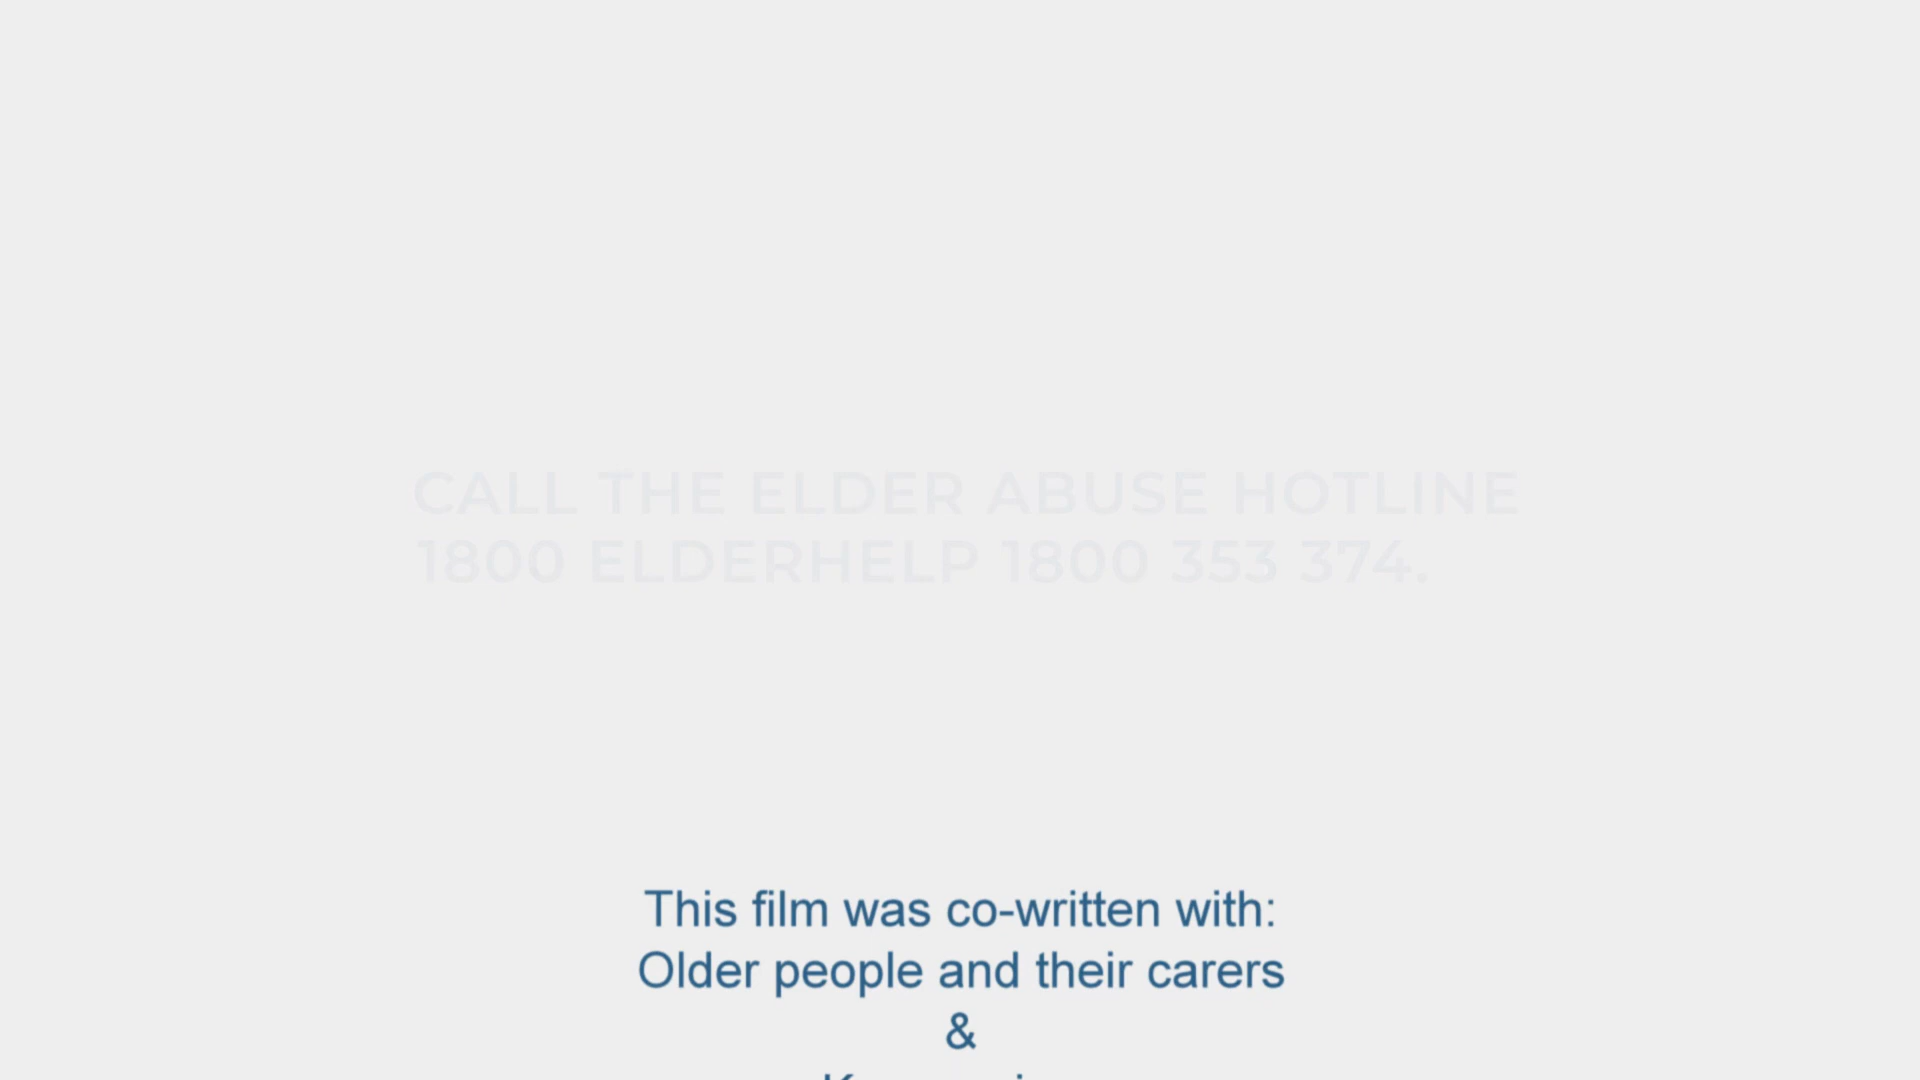 CALL THE ELDER ABUSE HOTLINE
1800 ELDERHELP 1800 353 374.
This film was co-written with:
Older people and their carers
&